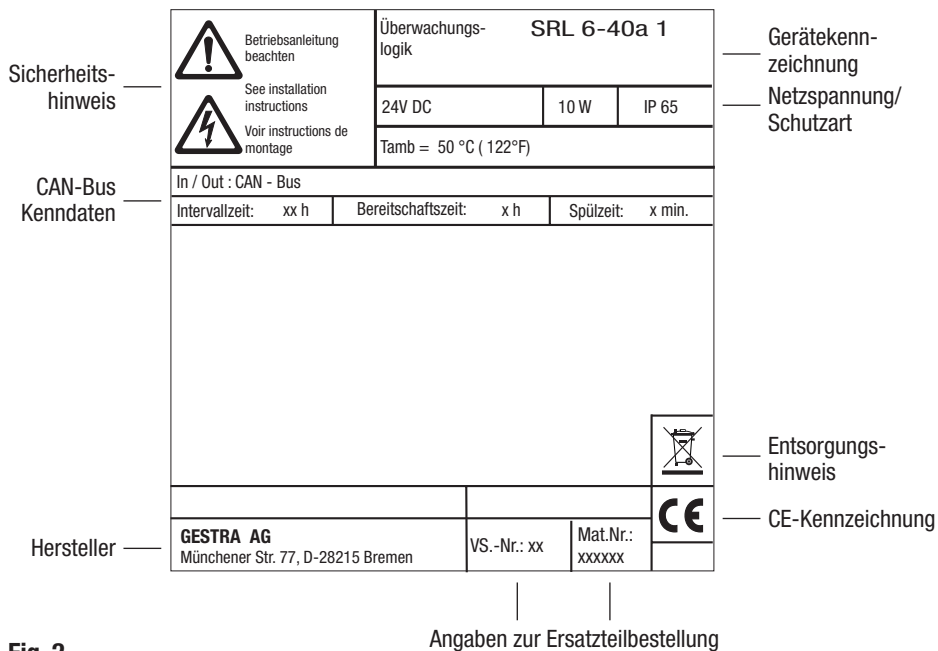 Sicherheits-
hinweis
Betriebsanleitung
beachten
See installation
instructions
Voir instructions de
montage
Überwachungs-
logik
SRL 6-40a 1
24V DC
10 W
IP 65
Tamb = 50 °C ( 122°F)
Gerätekenn-
zeichnung
Netzspannung/
Schutzart
CAN-Bus
Kenndaten
In / Out : CAN - Bus
Intervallzeit: xx h
Bereitschaftszeit: x h
Spülzeit: x min.
Entsorgungs-
hinweis
CE
CE-Kennzeichnung
Hersteller
GESTRA AG
Münchener Str. 77, D-28215 Bremen
VS.-Nr.: xx
Mat.Nr.:
xxxxxx
Angaben zur Ersatzteilbestellung
Fig. 2